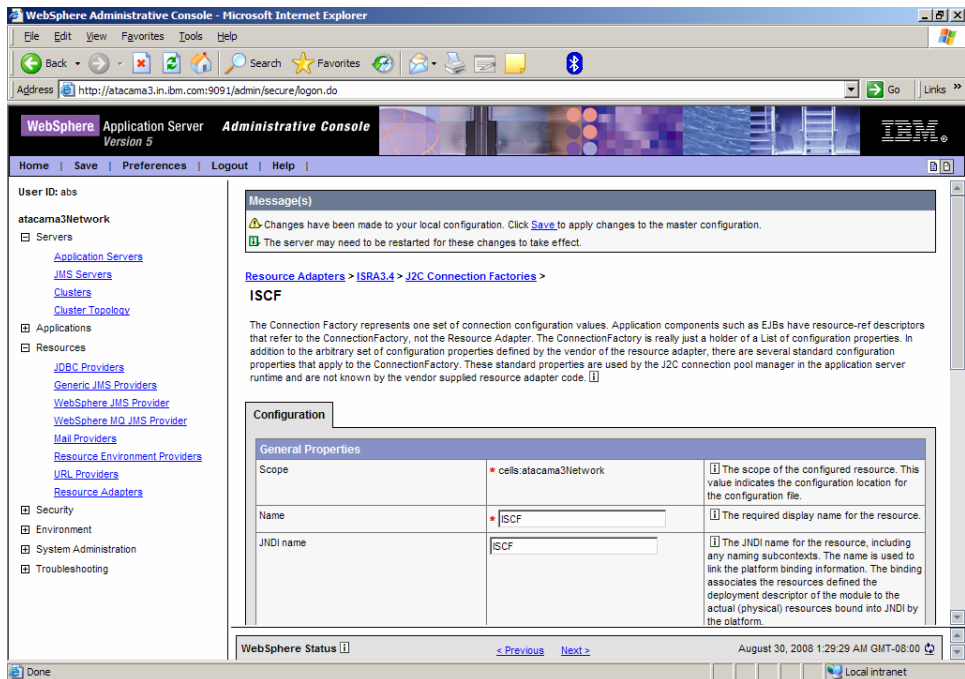 WebSphere Administrative Console - Microsoft Internet Explorer
File Edit View Favorites Tools Help
Back Search Favorites
Address http://atacama3.in.ibm.com:9091/admin/secure/logon.do Go Links »
WebSphere Application Server Administrative Console
Version 5
IBM
Home | Save | Preferences | Logout | Help |
User ID: abs
atacama3Network
Servers
Application Servers
JMS Servers
Clusters
Cluster Topology
Applications
Resources
JDBC Providers
Generic JMS Providers
WebSphere JMS Provider
WebSphere MQ JMS Provider
Mail Providers
Resource Environment Providers
URL Providers
Resource Adapters
Security
Environment
System Administration
Troubleshooting
Message(s)
Changes have been made to your local configuration. Click Save to apply changes to the master configuration.
The server may need to be restarted for these changes to take effect.
Resource Adapters > ISRA3.4 > J2C Connection Factories >
ISCF
The Connection Factory represents one set of connection configuration values. Application components such as EJBs have resource-ref descriptors
that refer to the ConnectionFactory, not the Resource Adapter. The ConnectionFactory is really just a holder of a List of configuration properties. In
addition to the arbitrary set of configuration properties defined by the vendor of the resource adapter, there are several standard configuration
properties that apply to the ConnectionFactory. These standard properties are used by the J2C connection pool manager in the application server
runtime and are not known by the vendor supplied resource adapter code. i
Configuration
General Properties
Scope
* cells:atacama3Network
i The scope of the configured resource. This
value indicates the configuration location for
the configuration file.
Name
* ISCF
i The required display name for the resource.
JNDI name
ISCF
i The JNDI name for the resource, including
any naming subcontexts. The name is used to
link the platform binding information. The binding
associates the resources defined the
deployment descriptor of the module to the
actual (physical) resources bound into JNDI by
the platform.
WebSphere Status i < Previous Next > August 30, 2008 1:29:29 AM GMT-08:00
Done Local intranet